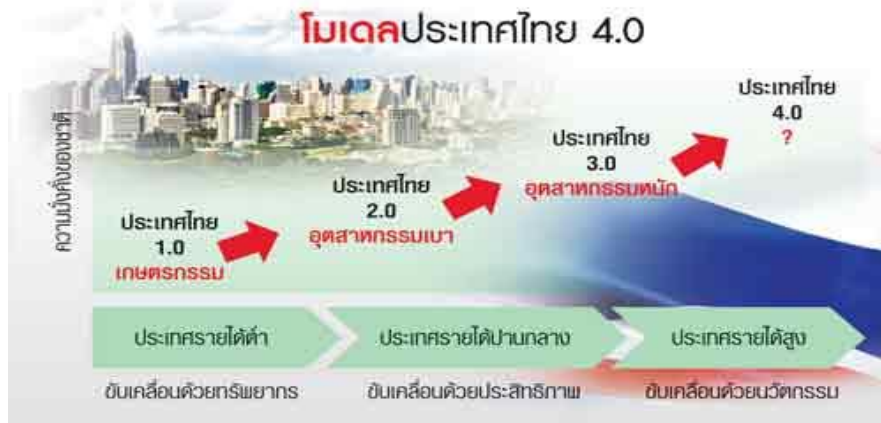 โมเดลประเทศไทย 4.0
ความมั่งคั่งของชาติ
ประเทศไทย
1.0
เกษตรกรรม
ประเทศไทย
2.0
อุตสาหกรรมเบา
ประเทศไทย
3.0
อุตสาหกรรมหนัก
ประเทศไทย
4.0
?
ประเทศรายได้ต่ำ
ประเทศรายได้ปานกลาง
ประเทศรายได้สูง
ขับเคลื่อนด้วยทรัพยากร
ขับเคลื่อนด้วยประสิทธิภาพ
ขับเคลื่อนด้วยนวัตกรรม